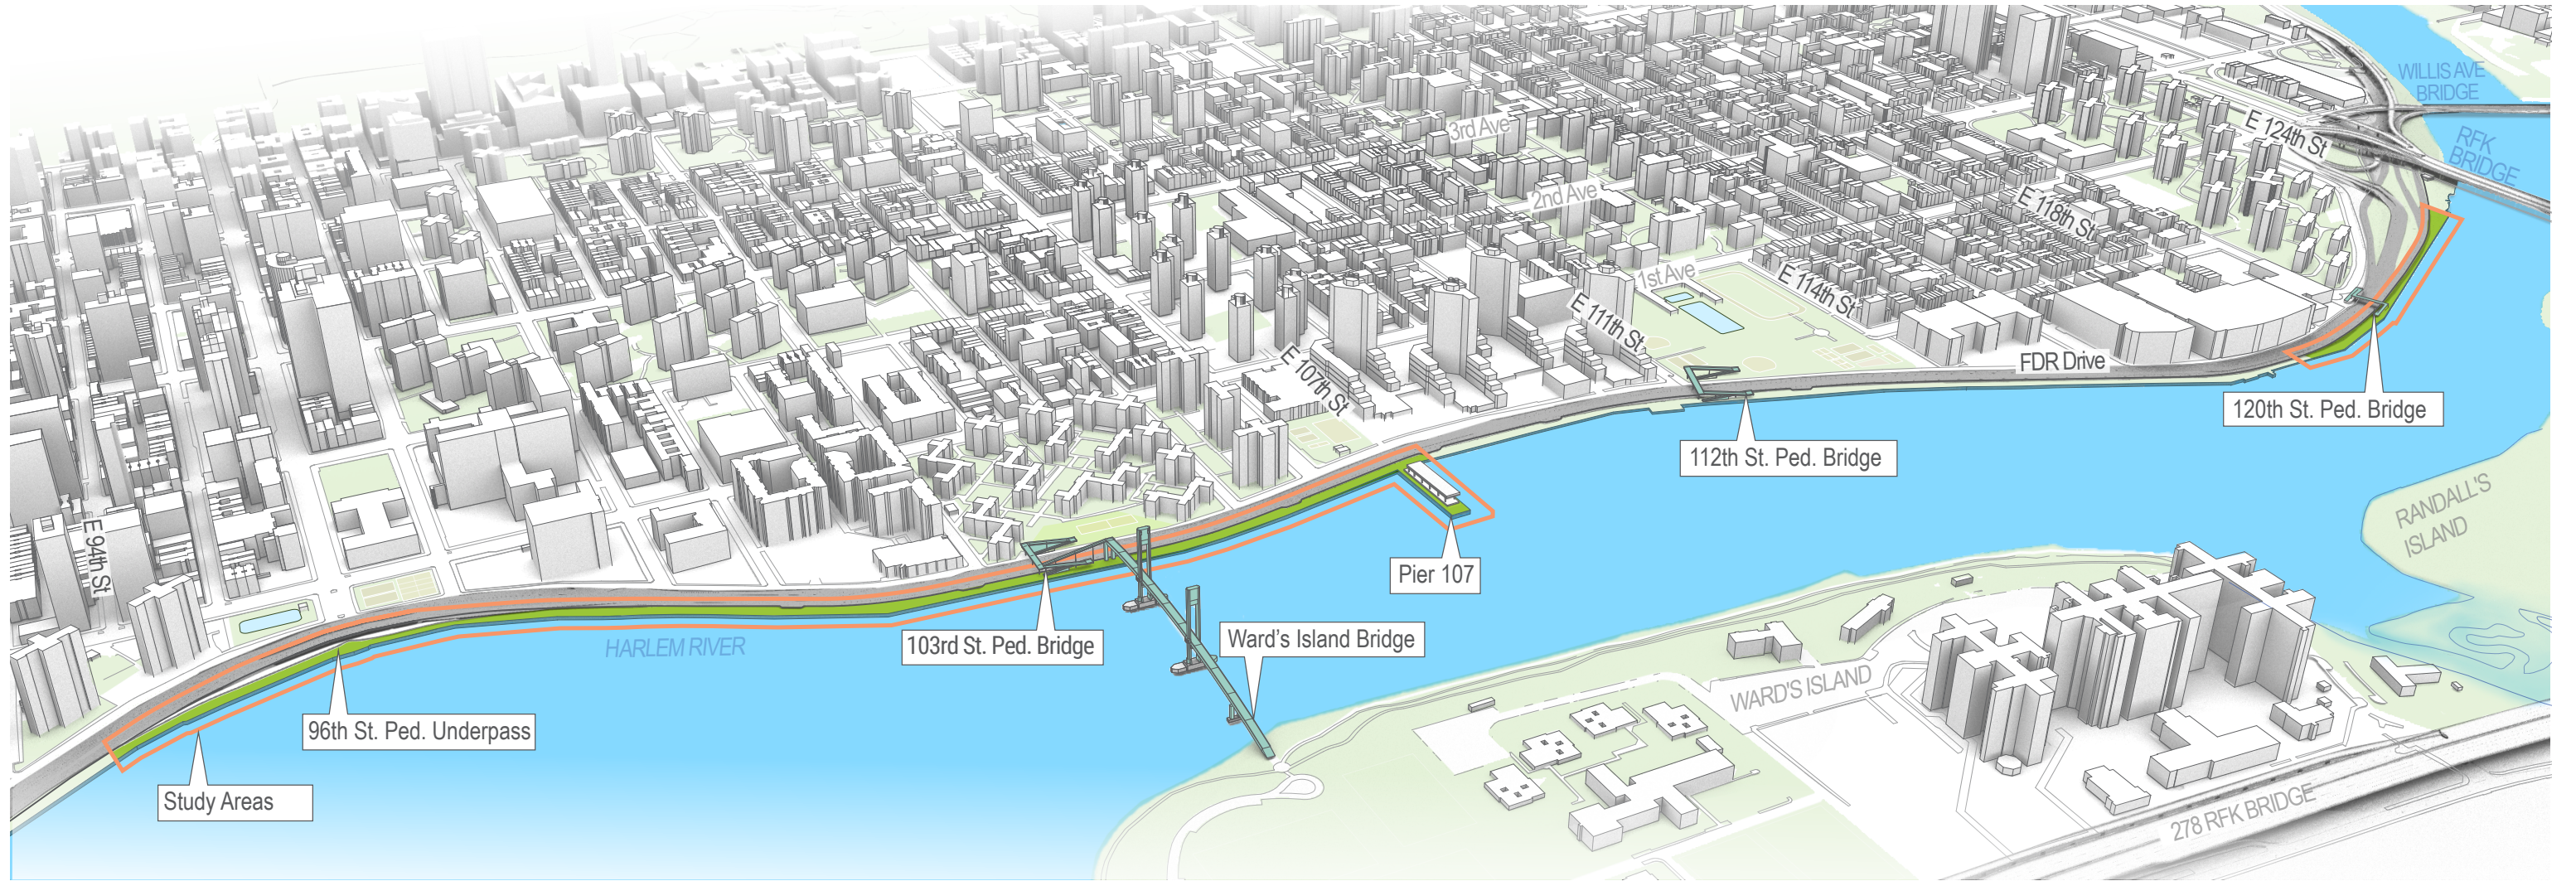 WILLIS AVE
BRIDGE
RFK
BRIDGE
E 124th St
3rd Ave
2nd Ave
E 118th St
1st Ave
E 114th St
E 111th St
E 107th St
FDR Drive
120th St. Ped. Bridge
112th St. Ped. Bridge
RANDALL'S
ISLAND
E 94th St
Pier 107
HARLEM RIVER
103rd St. Ped. Bridge
Ward's Island Bridge
WARD'S ISLAND
96th St. Ped. Underpass
Study Areas
278 RFK BRIDGE